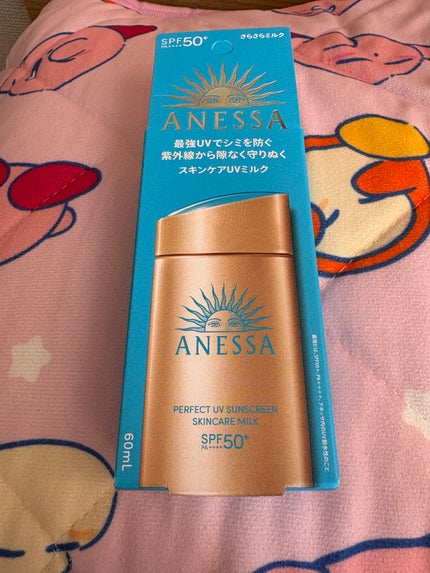 SPF50+
PA++++
さらさらミルク
ANESSA
最強UVでシミを防ぐ
紫外線から隙なく守りぬく
スキンケアUVミルク
ANESSA
PERFECT UV SUNSCREEN
SKINCARE MILK
SPF50+
PA++++
60mL